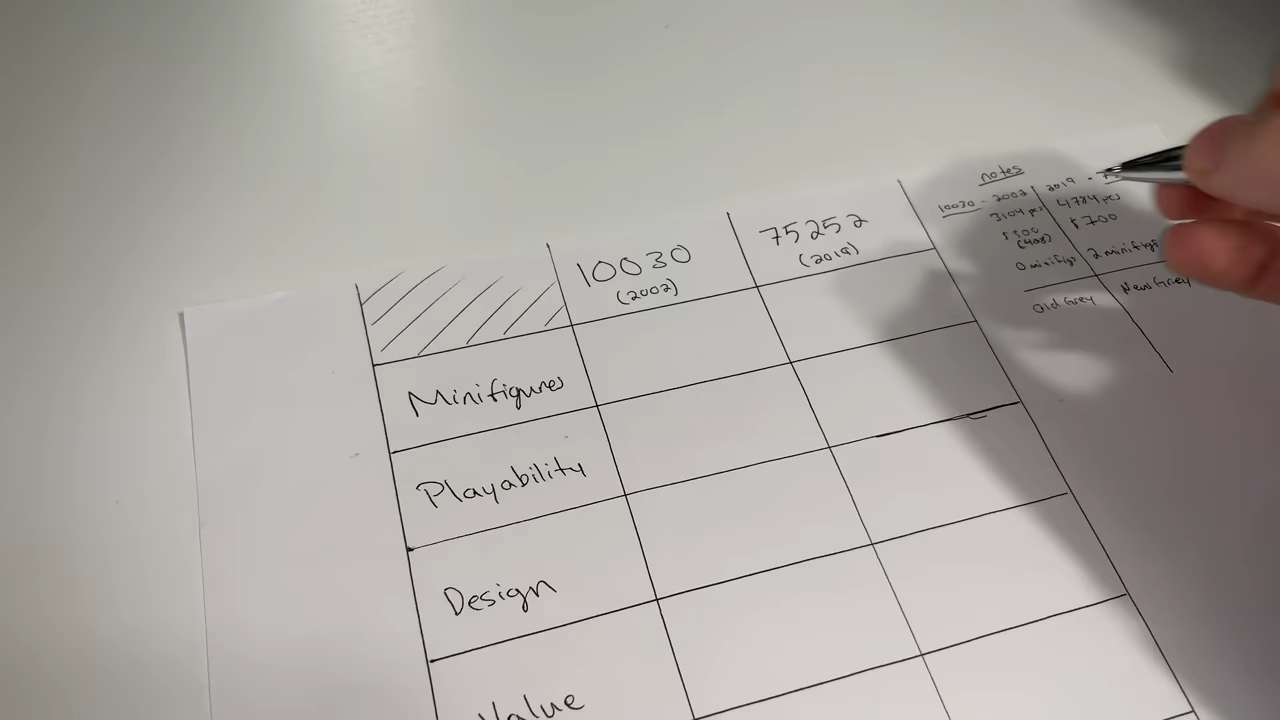 10030
(2002)
75252
(2019)
Minifigures
Playability
Design
Value
notes
10030 - 2002
3104 pcs
$300
0 minifigs
Old Grey
2019 -
4784 pcs
$700
2 minifigs
New Grey